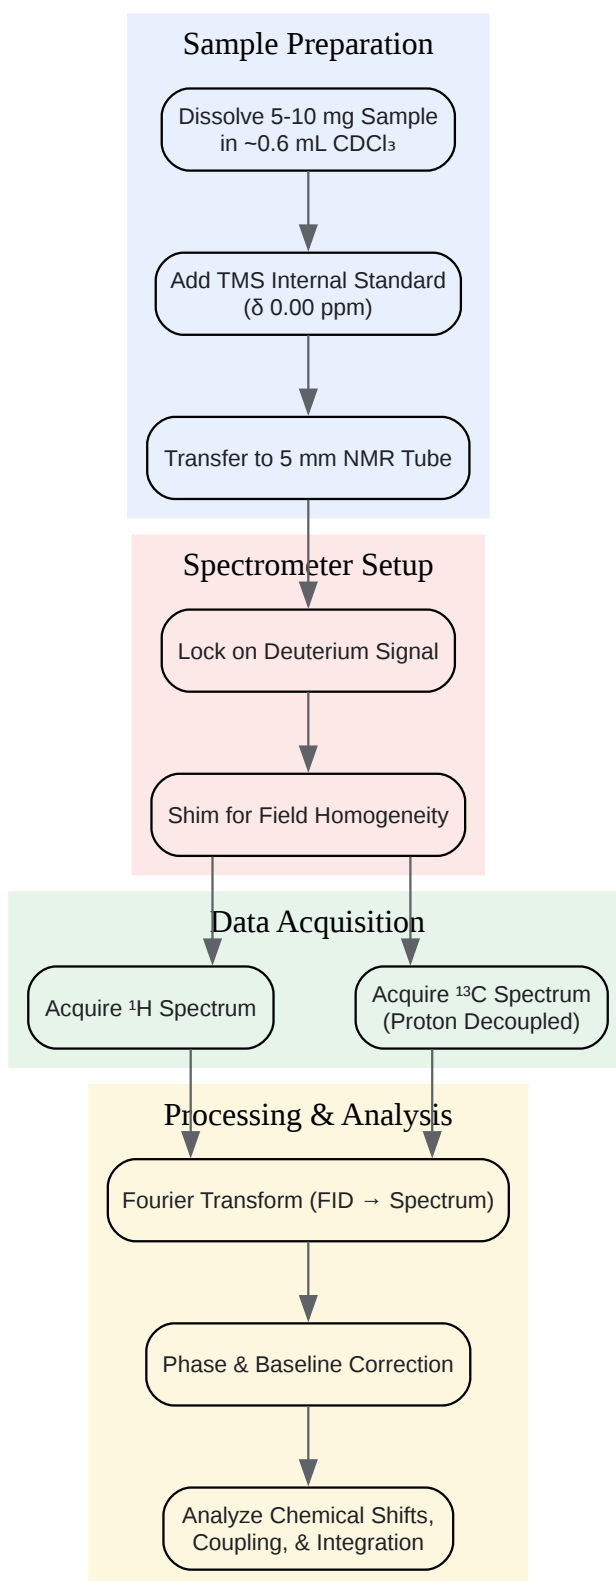 Sample Preparation
Dissolve 5-10 mg Sample
in ~0.6 mL CDCl₃
Add TMS Internal Standard
(δ 0.00 ppm)
Transfer to 5 mm NMR Tube
Spectrometer Setup
Lock on Deuterium Signal
Shim for Field Homogeneity
Data Acquisition
Acquire ¹H Spectrum
Acquire ¹³C Spectrum
(Proton Decoupled)
Processing & Analysis
Fourier Transform (FID → Spectrum)
Phase & Baseline Correction
Analyze Chemical Shifts,
Coupling, & Integration